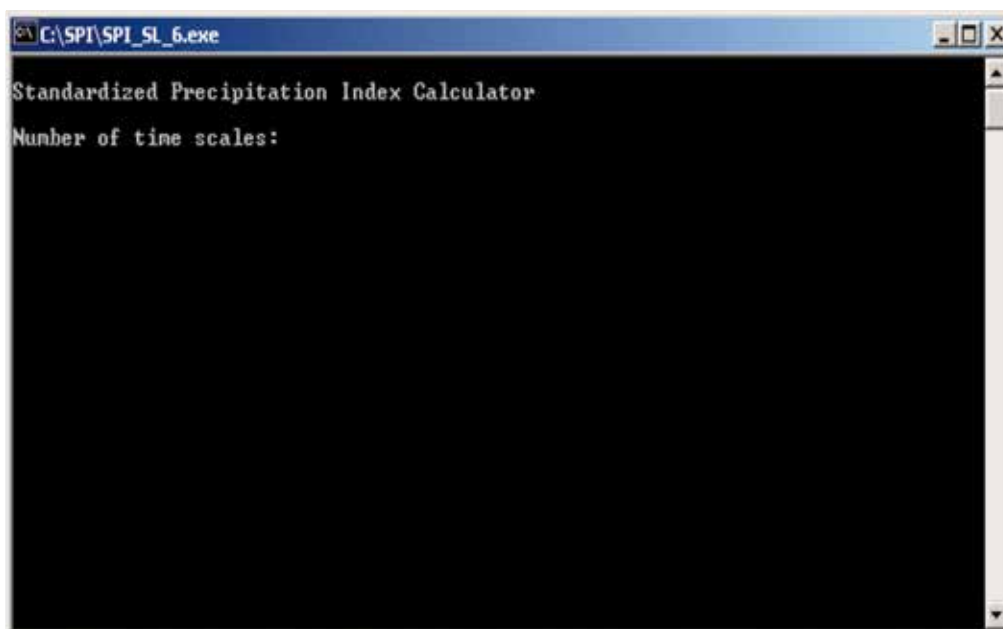 C:\SPI\SPI_SL_6.exe
Standardized Precipitation Index Calculator
Number of time scales: